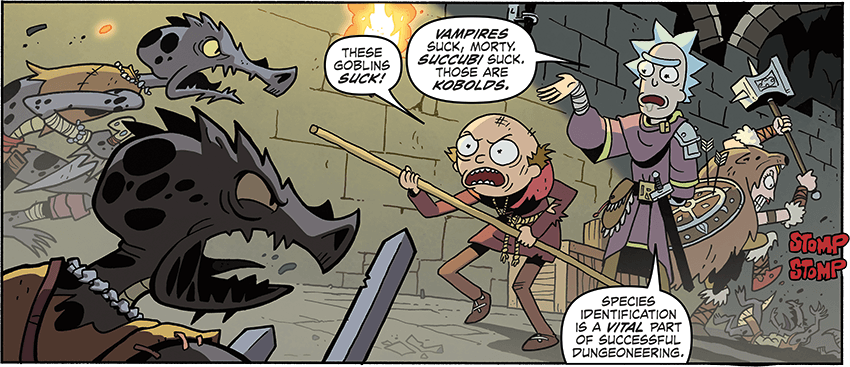 THESE
GOBLINS
SUCK!
VAMPIRES
SUCK, MORTY.
SUCCUBI SUCK.
THOSE ARE
KOBOLDS.
SPECIES
IDENTIFICATION
IS A VITAL PART
OF SUCCESSFUL
DUNGEONEERING.
STOMP
STOMP